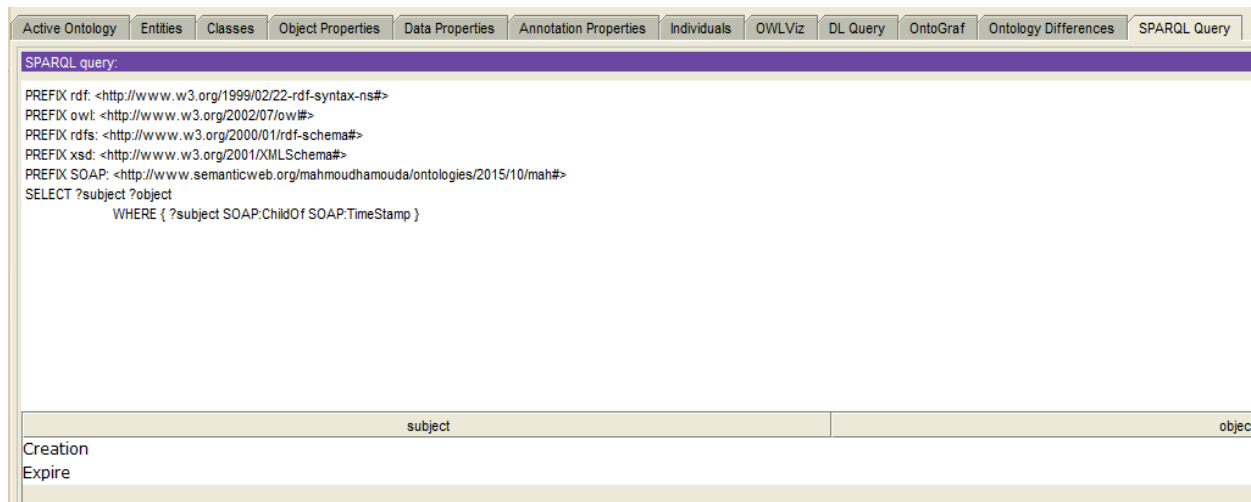 Active Ontology Entities Classes Object Properties Data Properties Annotation Properties Individuals OWLViz DL Query OntoGraf Ontology Differences SPARQL Query
SPARQL query:
PREFIX rdf: <http://www.w3.org/1999/02/22-rdf-syntax-ns#>
PREFIX owl: <http://www.w3.org/2002/07/owl#>
PREFIX rdfs: <http://www.w3.org/2000/01/rdf-schema#>
PREFIX xsd: <http://www.w3.org/2001/XMLSchema#>
PREFIX SOAP: <http://www.semanticweb.org/mahmoudhamouda/ontologies/2015/10/mah#>
SELECT ?subject ?object
WHERE { ?subject SOAP:ChildOf SOAP:TimeStamp }
subject objec
Creation
Expire